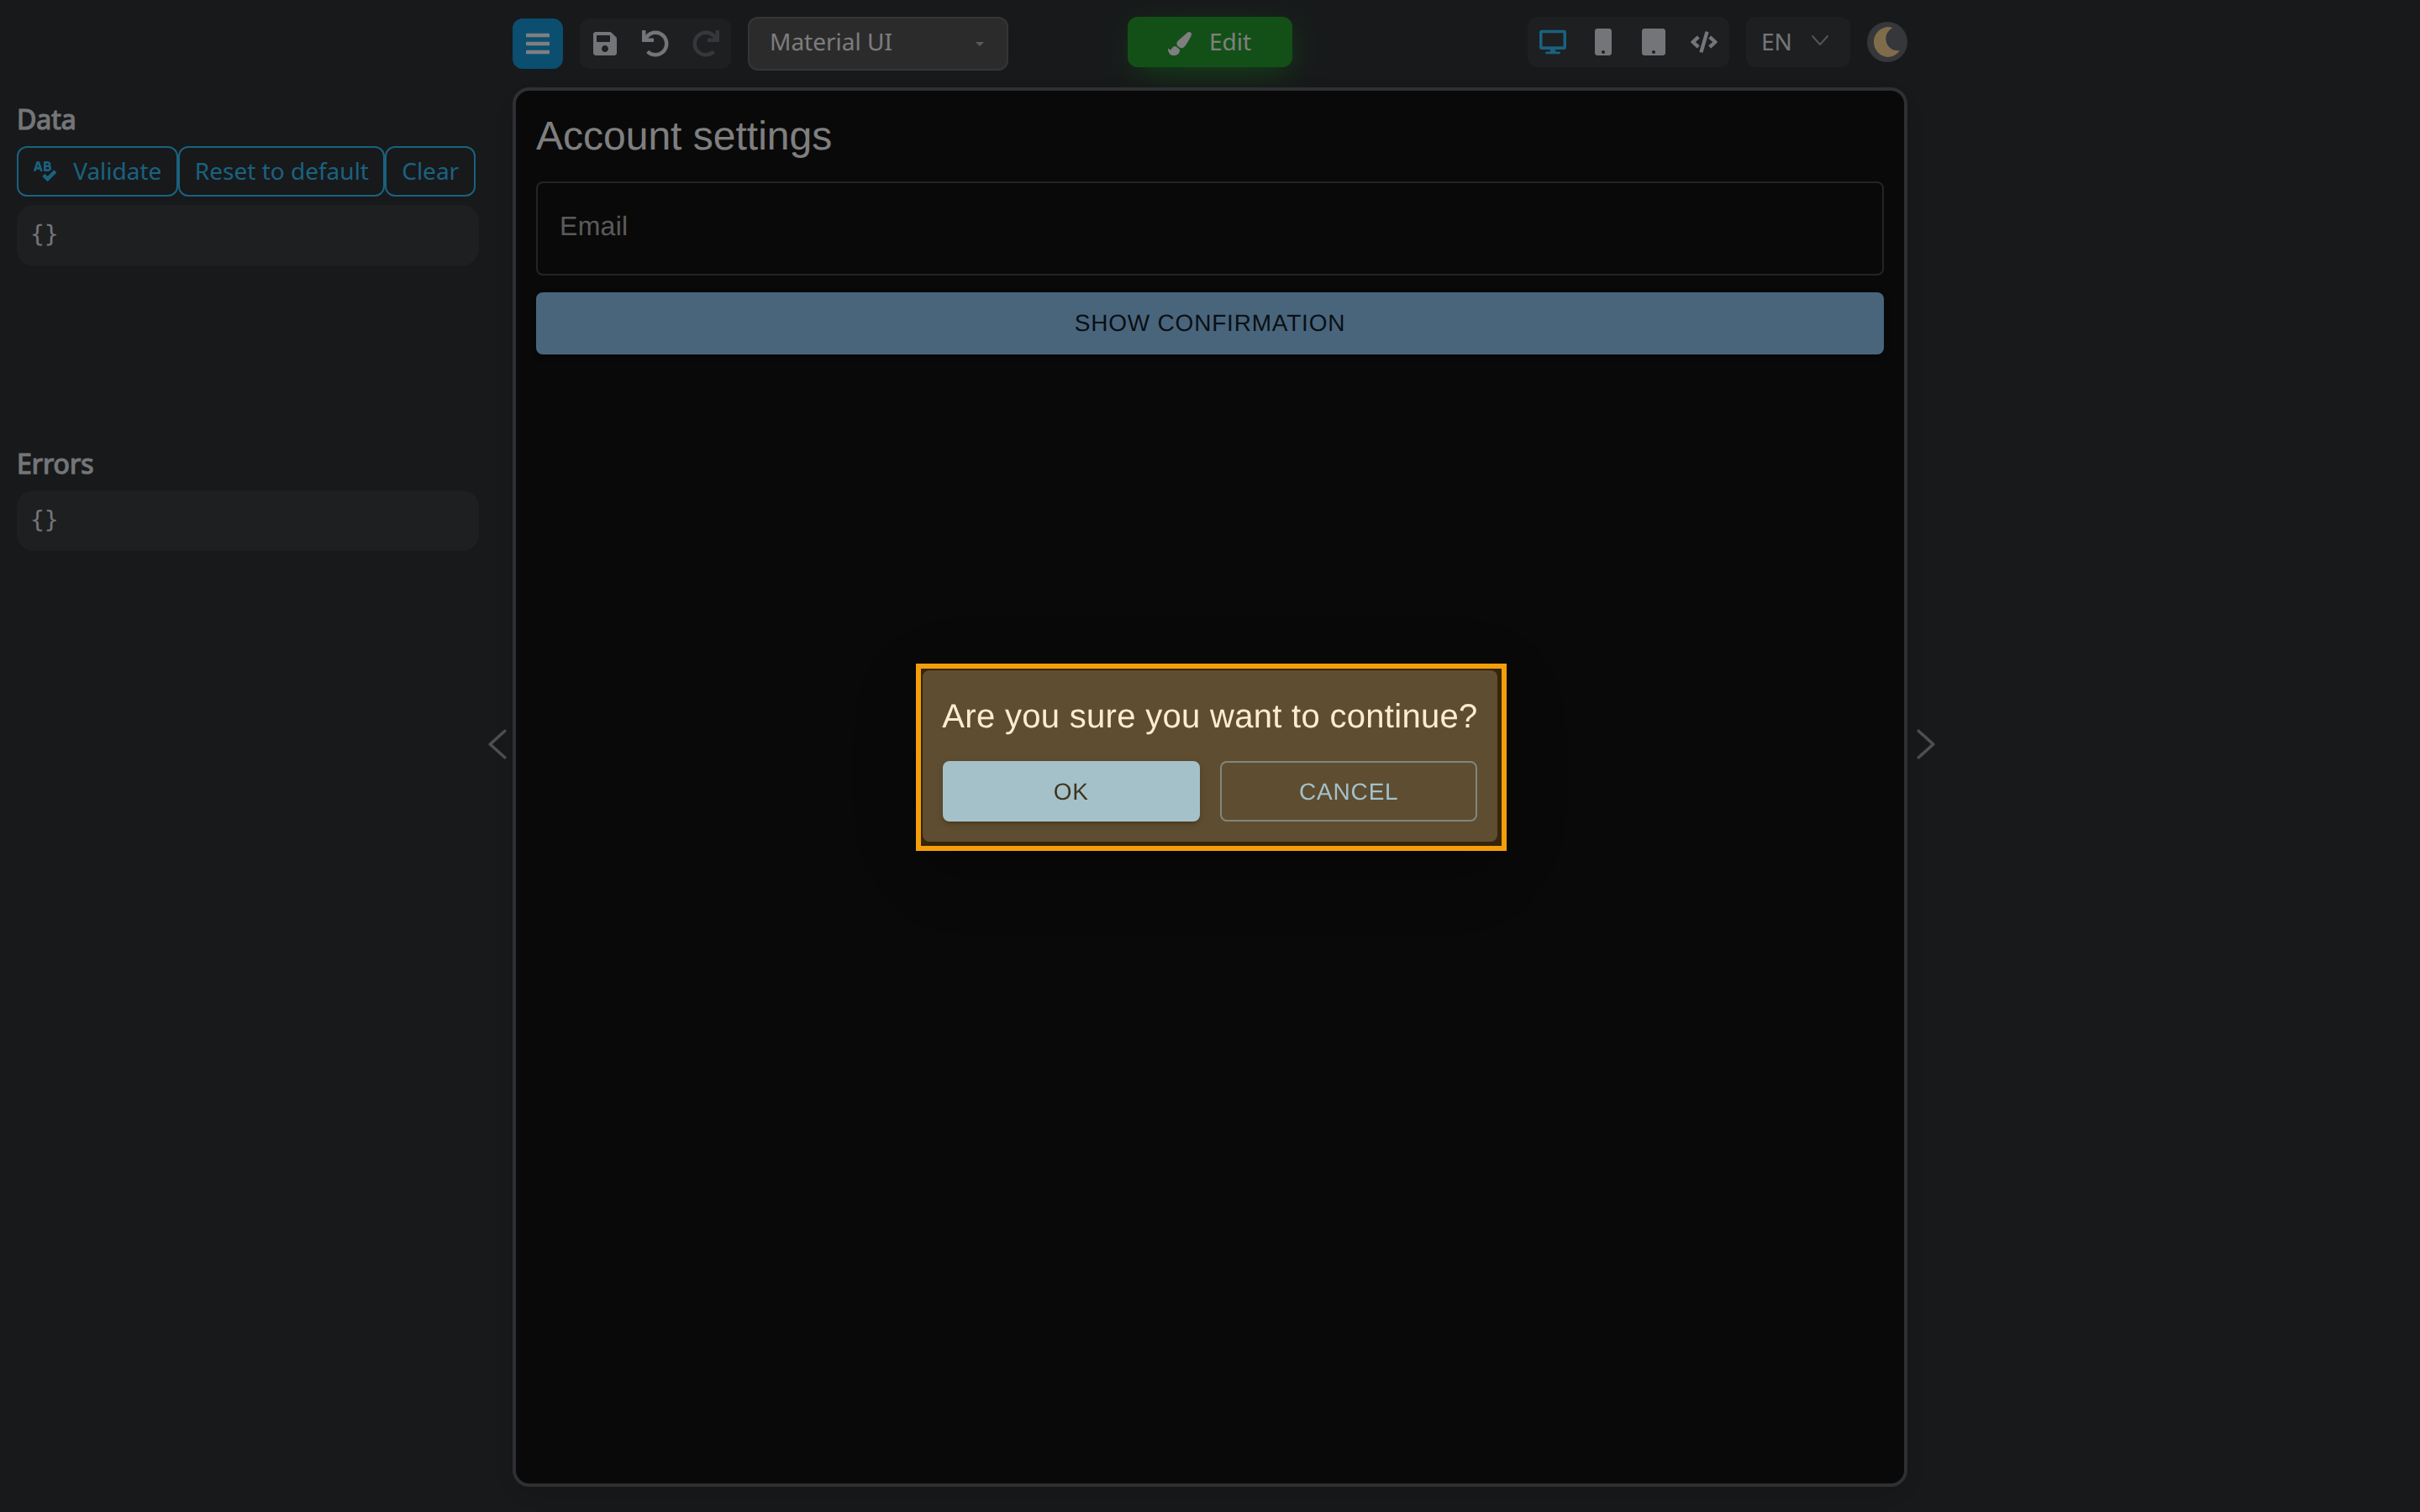 Material UI
Edit
EN
Data
AB Validate
Reset to default
Clear
{}
Errors
{}
Account settings
Email
SHOW CONFIRMATION
Are you sure you want to continue?
OK
CANCEL